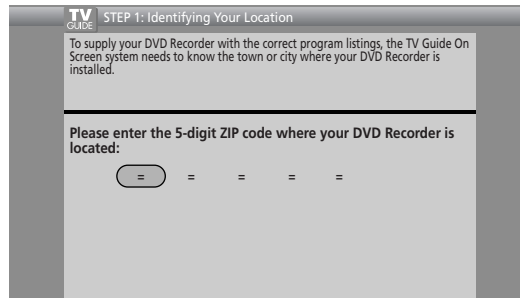 TV
GUIDE
STEP 1: Identifying Your Location
To supply your DVD Recorder with the correct program listings, the TV Guide On
Screen system needs to know the town or city where your DVD Recorder is
installed.
Please enter the 5-digit ZIP code where your DVD Recorder is
located:
= = = = =